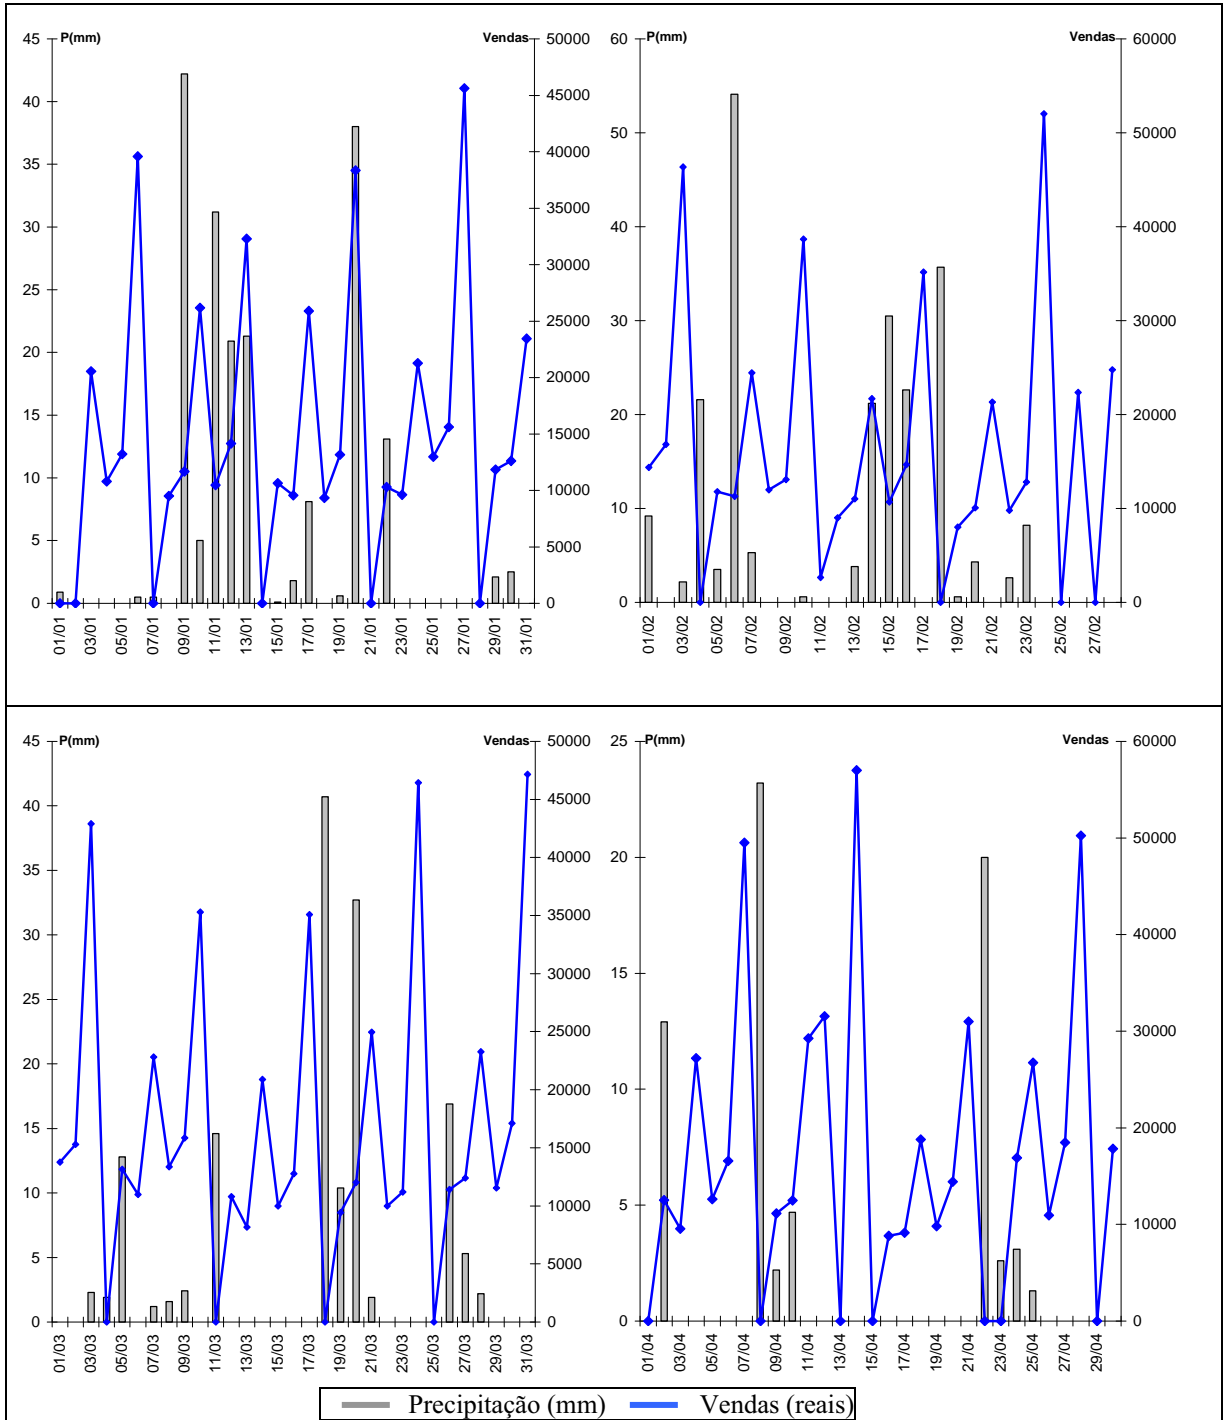 P(mm) Vendas
45 40 35 30 25 20 15 10 5 0
50000 45000 40000 35000 30000 25000 20000 15000 10000 5000 0
01/01 03/01 05/01 07/01 09/01 11/01 13/01 15/01 17/01 19/01 21/01 23/01 25/01 27/01 29/01 31/01
P(mm) Vendas
60 50 40 30 20 10 0
60000 50000 40000 30000 20000 10000 0
01/02 03/02 05/02 07/02 09/02 11/02 13/02 15/02 17/02 19/02 21/02 23/02 25/02 27/02
P(mm) Vendas
45 40 35 30 25 20 15 10 5 0
50000 45000 40000 35000 30000 25000 20000 15000 10000 5000 0
01/03 03/03 05/03 07/03 09/03 11/03 13/03 15/03 17/03 19/03 21/03 23/03 25/03 27/03 29/03 31/03
P(mm) Vendas
25 20 15 10 5 0
60000 50000 40000 30000 20000 10000 0
01/04 03/04 05/04 07/04 09/04 11/04 13/04 15/04 17/04 19/04 21/04 23/04 25/04 27/04 29/04
Precipitação (mm) Vendas (reais)